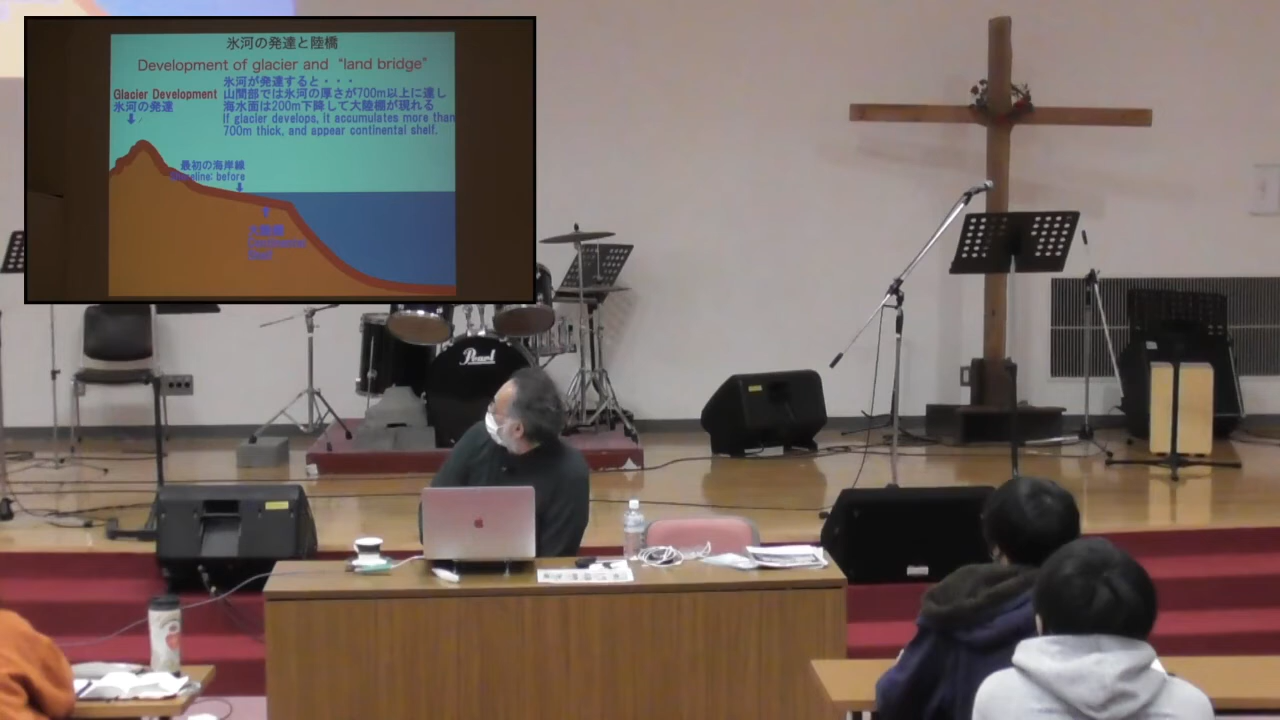 氷河の発達と陸橋
Development of glacier and “land bridge”
氷河が発達すると・・・
Glacier Development
山間部では氷河の厚さが700m以上に達し
氷河の発達
海水面は200m下降して大陸棚が現れる
If glacier develops, it accumulates more than
700m thick, and appear continental shelf.
最初の海岸線
before
Pearl